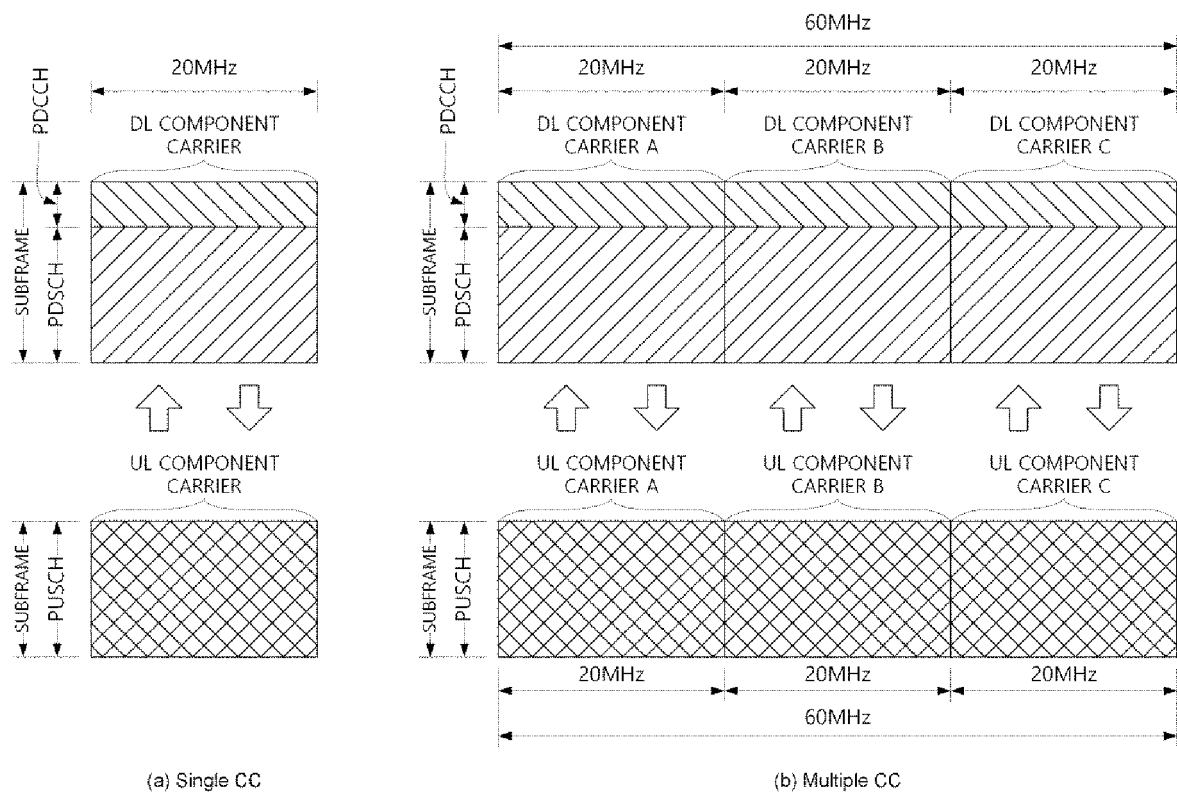 60MHz
20MHz
20MHz
20MHz
20MHz
PDCCH
DL COMPONENT
CARRIER
DL COMPONENT
CARRIER A
DL COMPONENT
CARRIER B
DL COMPONENT
CARRIER C
SUBFRAME
PDSCH
SUBFRAME
PDCCH
PDSCH
UL COMPONENT
CARRIER
UL COMPONENT
CARRIER A
UL COMPONENT
CARRIER B
UL COMPONENT
CARRIER C
SUBFRAME
PUSCH
SUBFRAME
PUSCH
20MHz
20MHz
20MHz
60MHz
(a) Single CC
(b) Multiple CC